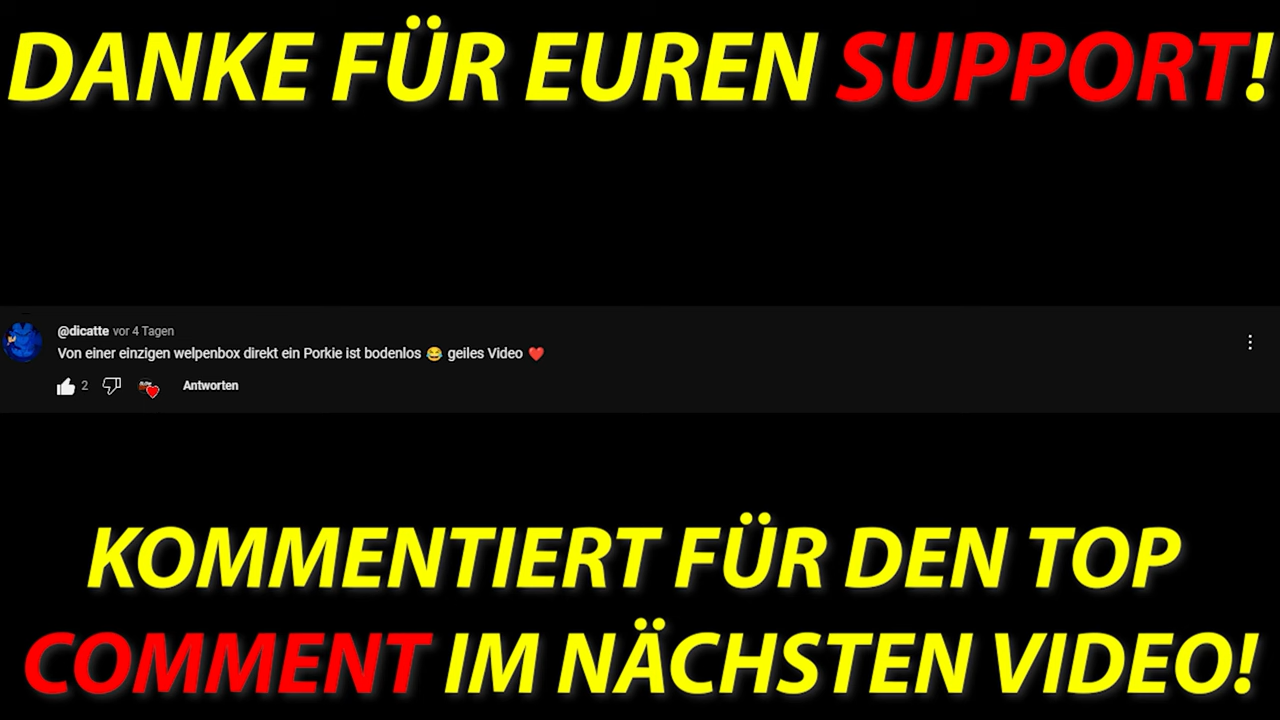 DANKE FÜR EUREN SUPPORT!
@dicatte vor 4 Tagen
Von einer einzigen welpenbox direkt ein Porkie ist bodenlos 😂 geiles Video ❤️
2 Antworten
KOMMENTIERT FÜR DEN TOP
COMMENT IM NÄCHSTEN VIDEO!